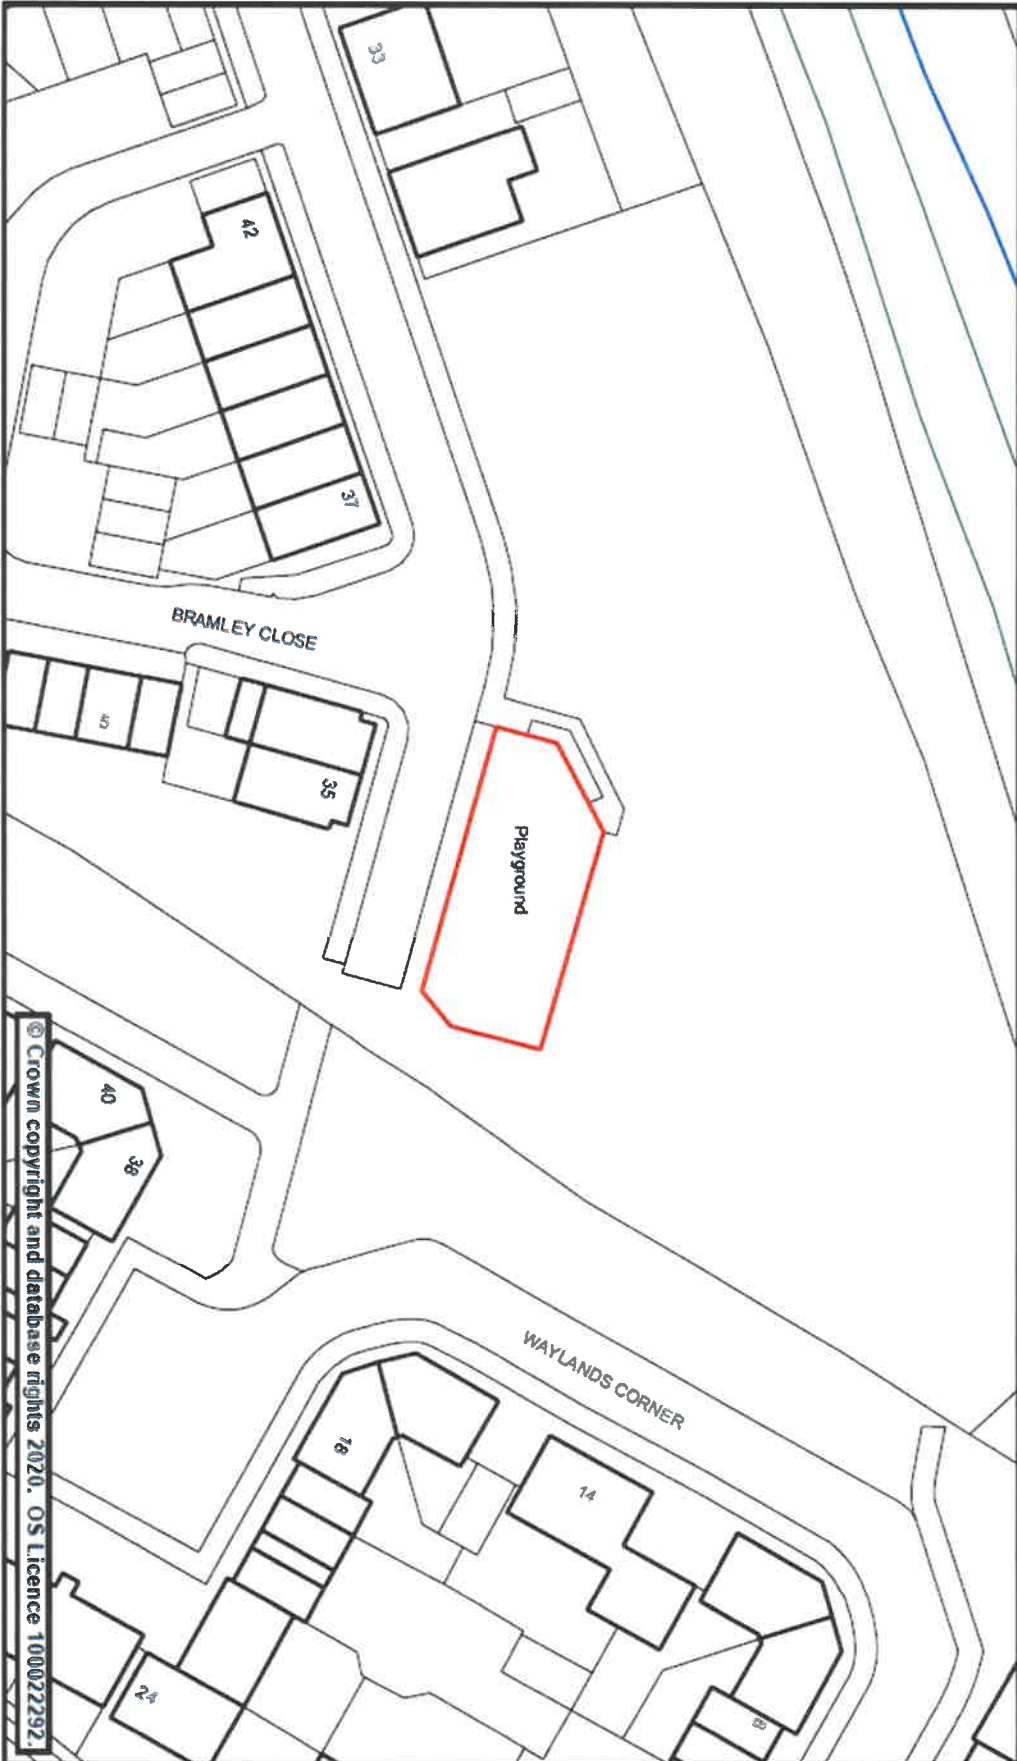 33
42
37
BRAMLEY CLOSE
35
Playground
40
38
WAYLANDS CORNER
18
14
24
© Crown copyright and database rights 2020. OS Licence 100022292.